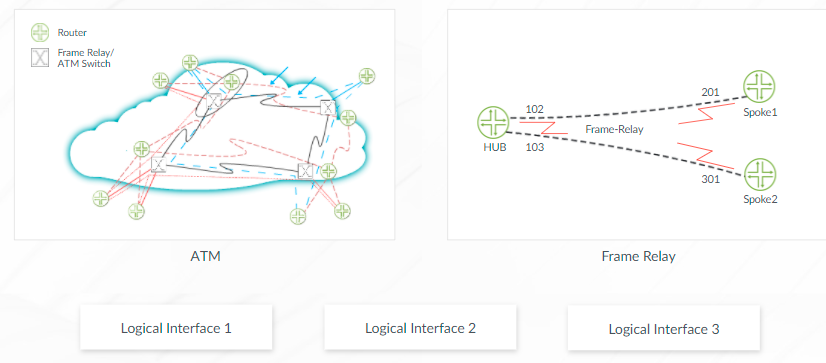 Router
Frame Relay/
ATM Switch
ATM
HUB
102
103
Frame-Relay
201
Spoke1
301
Spoke2
Frame Relay
Logical Interface 1
Logical Interface 2
Logical Interface 3